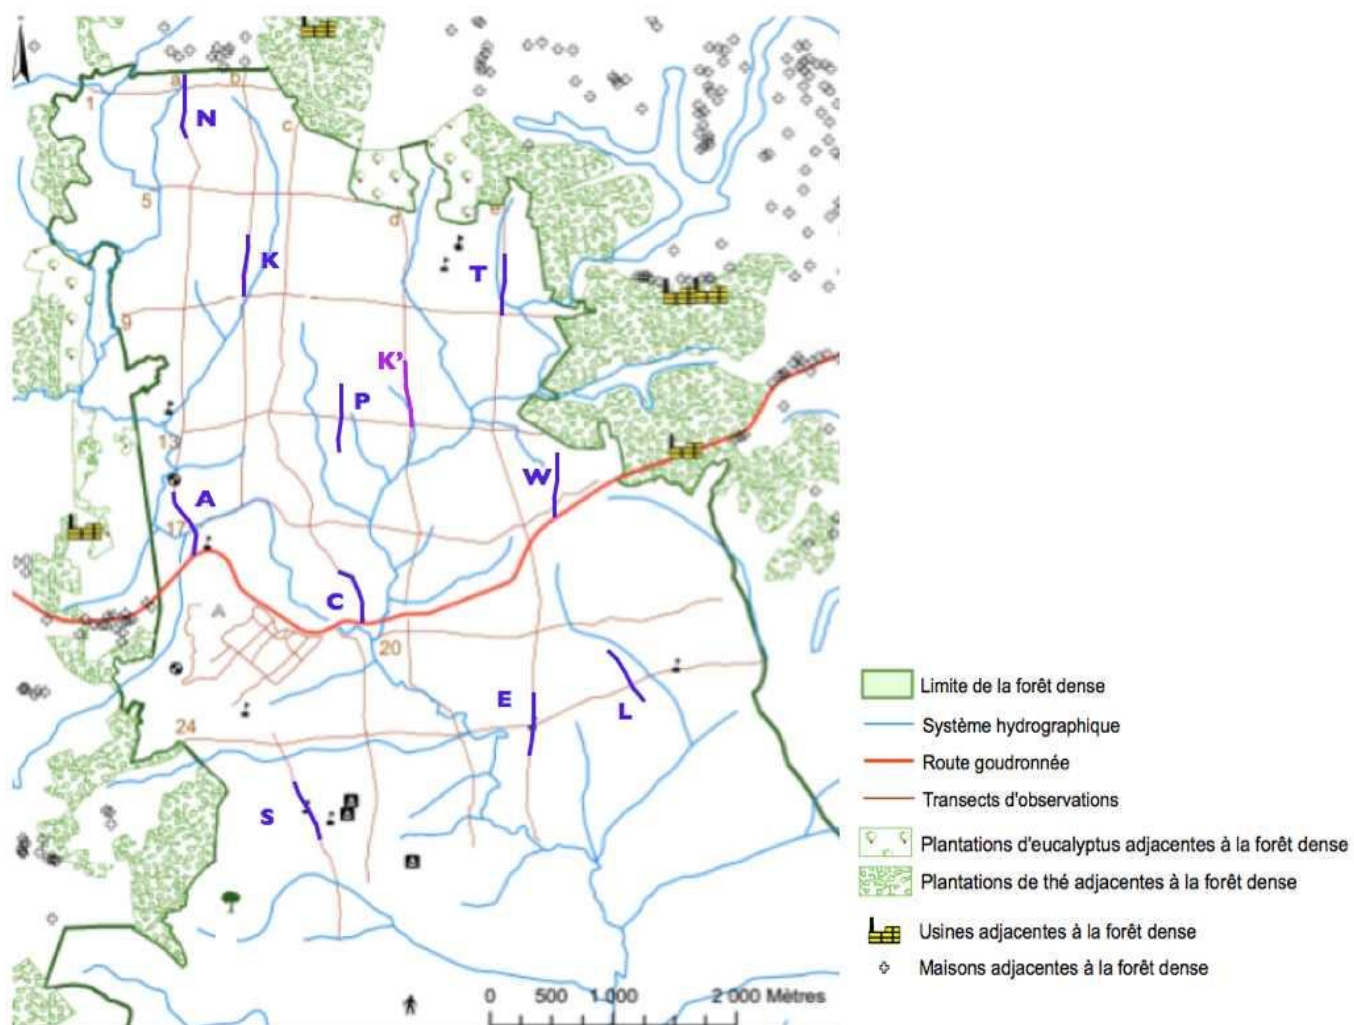 a b
1
N
c
5
d e
K
T
9
K'
P
13
W
A
17
C
A
20
E
L
24
S
0 500 1 000 2 000 Mètres
Limite de la forêt dense
Système hydrographique
Route goudronnée
Transects d'observations
Plantations d'eucalyptus adjacentes à la forêt dense
Plantations de thé adjacentes à la forêt dense
Usines adjacentes à la forêt dense
Maisons adjacentes à la forêt dense